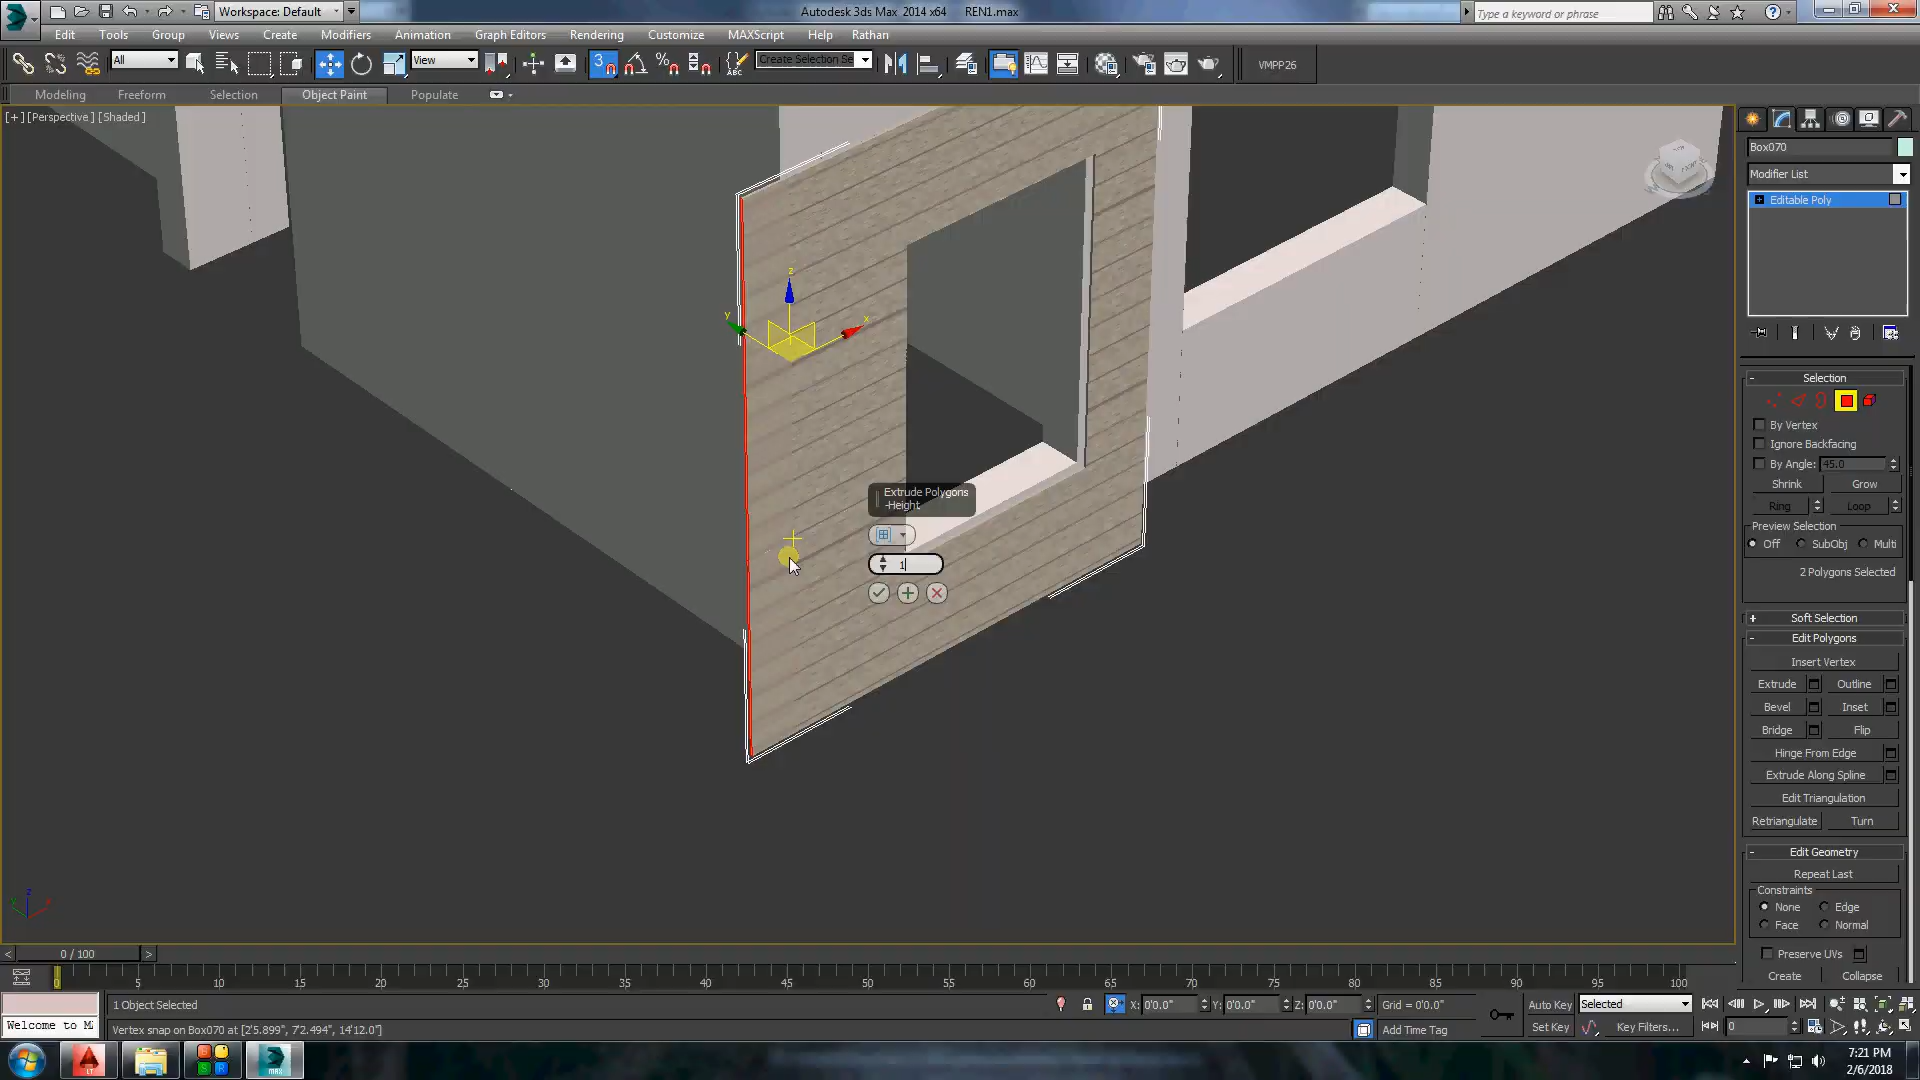 Workspace: Default
Autodesk 3ds Max 2014 x64 REN1.max
Type a keyword or phrase
Edit Tools Group Views Create Modifiers Animation Graph Editors Rendering Customize MAXScript Help Rathan
All
View
3
ABC
Create Selection Se
VMPP26
Modeling Freeform Selection Object Paint Populate
[+] [Perspective] [Shaded]
Box070
Modifier List
Editable Poly
z
y
x
Extrude Polygons
-Height
1
Selection
By Vertex
Ignore Backfacing
By Angle: 45.0
Shrink Grow
Ring Loop
Preview Selection
Off SubObj Multi
2 Polygons Selected
+ Soft Selection
- Edit Polygons
Insert Vertex
Extrude Outline
Bevel Inset
Bridge Flip
Hinge From Edge
Extrude Along Spline
Edit Triangulation
Retriangulate Turn
- Edit Geometry
Repeat Last
Constraints
None Edge
Face Normal
Preserve UVs
Create Collapse
< 0 / 100 >
5 10 15 20 25 30 35 40 45 50 55 60 65 70 75 80 85 90 95 100
1 Object Selected
X: 0'0.0" Y: 0'0.0" Z: 0'0.0" Grid = 0'0.0"
Auto Key Selected
Welcome to M
Vertex snap on Box070 at [2'5.899", 7'2.494", 14'12.0"]
Add Time Tag
Set Key Key Filters... 0
7:21 PM
2/6/2018